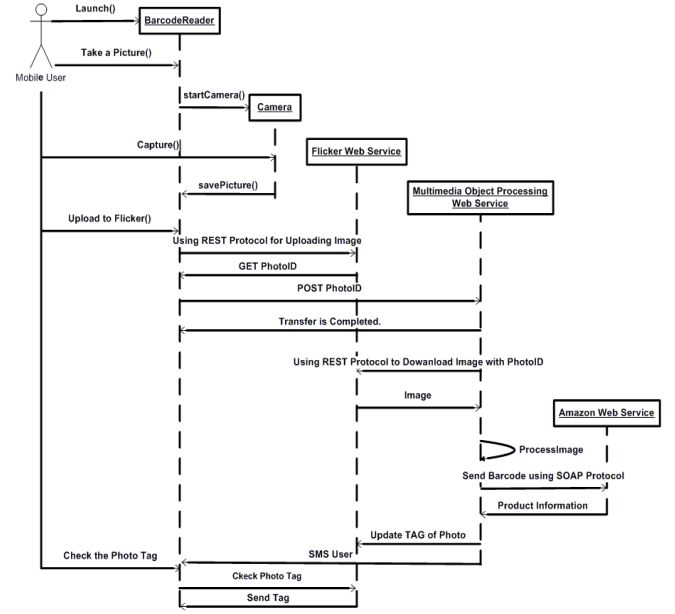 Launch()
BarcodeReader
Take a Picture()
Mobile User
startCamera()
Camera
Capture()
Flicker Web Service
savePicture()
Multimedia Object Processing
Web Service
Upload to Flicker()
Using REST Protocol for Uploading Image
GET PhotoID
POST PhotoID
Transfer is Completed.
Using REST Protocol to Dowanload Image with PhotoID
Image
Amazon Web Service
ProcessImage
Send Barcode using SOAP Protocol
Product Information
Update TAG of Photo
SMS User
Check the Photo Tag
Ckeck Photo Tag
Send Tag